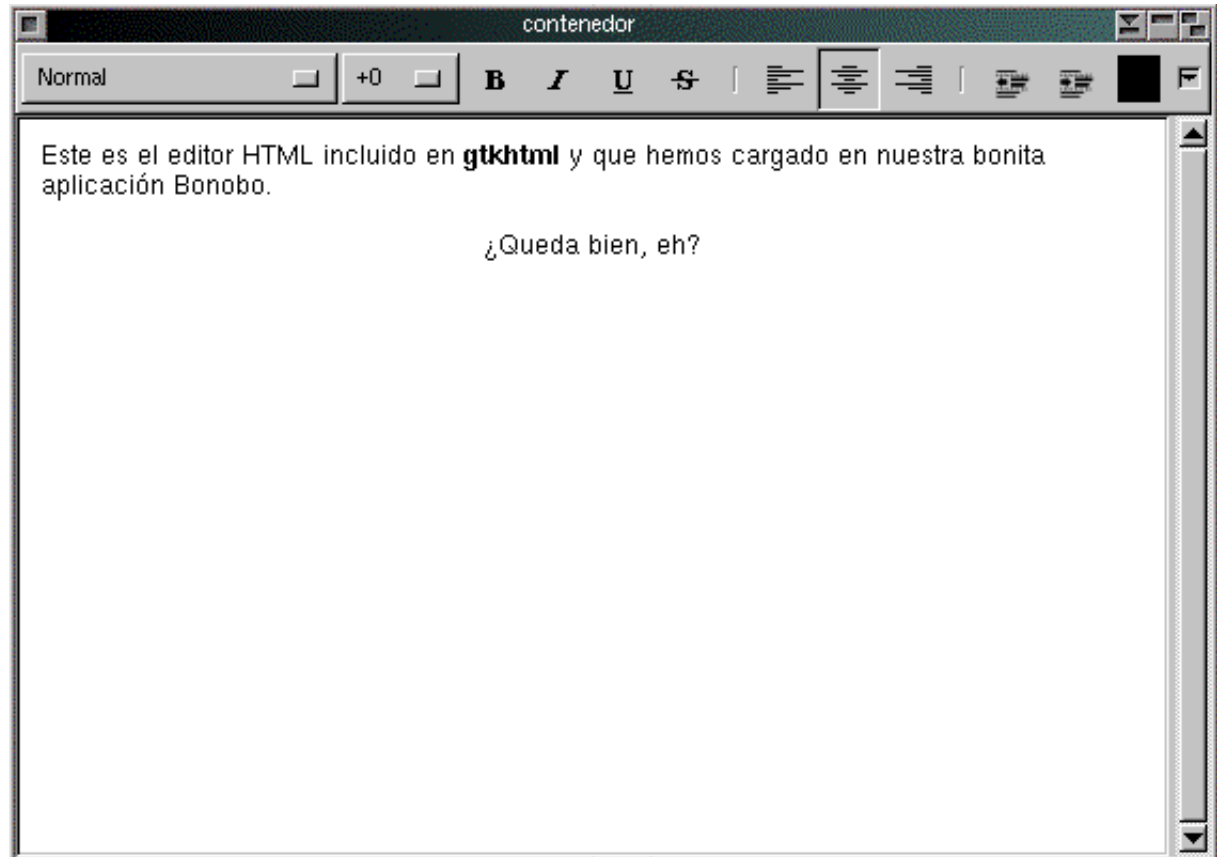 contenedor
Normal +0 B I U S
Este es el editor HTML incluido en gtkhtml y que hemos cargado en nuestra bonita
aplicación Bonobo.
¿Queda bien, eh?